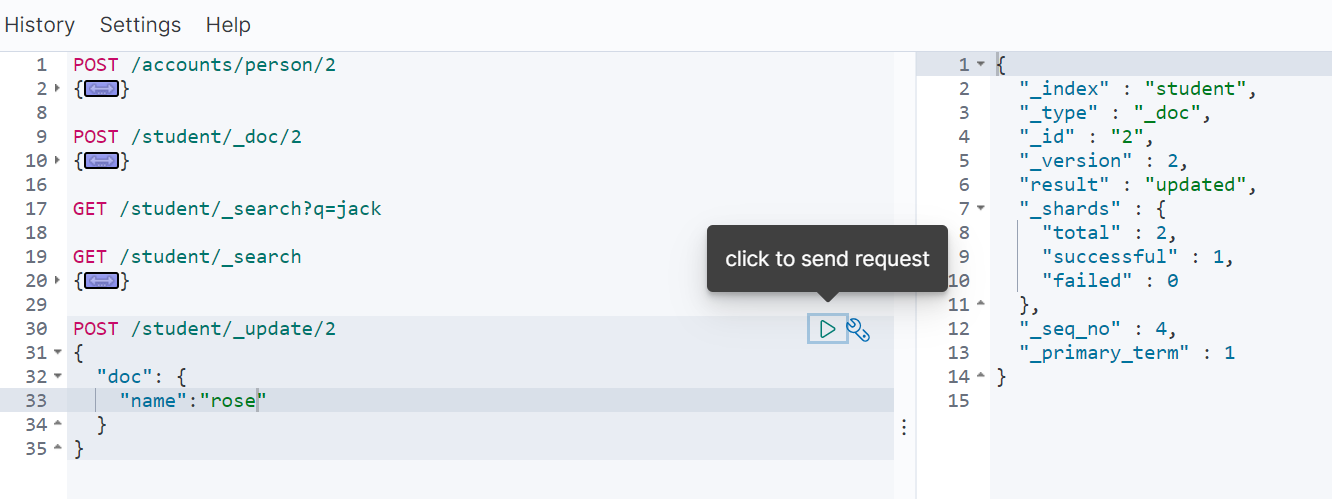 History Settings Help
1 POST /accounts/person/2
2 {}
8
9 POST /student/_doc/2
10 {}
16
17 GET /student/_search?q=jack
18
19 GET /student/_search
20 {}
29
30 POST /student/_update/2
31 {
32 "doc": {
33 "name":"rose"
34 }
35 }
click to send request
1 {
2 "_index" : "student",
3 "_type" : "_doc",
4 "_id" : "2",
5 "_version" : 2,
6 "result" : "updated",
7 "_shards" : {
8 "total" : 2,
9 "successful" : 1,
10 "failed" : 0
11 },
12 "_seq_no" : 4,
13 "_primary_term" : 1
14 }
15